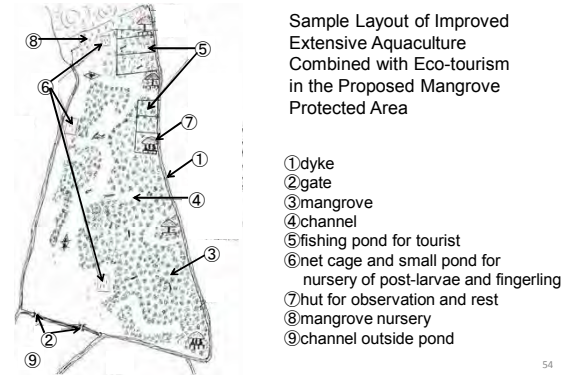 Sample Layout of Improved
Extensive Aquaculture
Combined with Eco-tourism
in the Proposed Mangrove
Protected Area
①dyke
②gate
③mangrove
④channel
⑤fishing pond for tourist
⑥net cage and small pond for
nursery of post-larvae and fingerling
⑦hut for observation and rest
⑧mangrove nursery
⑨channel outside pond
⑧
⑤
⑥
⑦
①
④
③
②
⑨
54